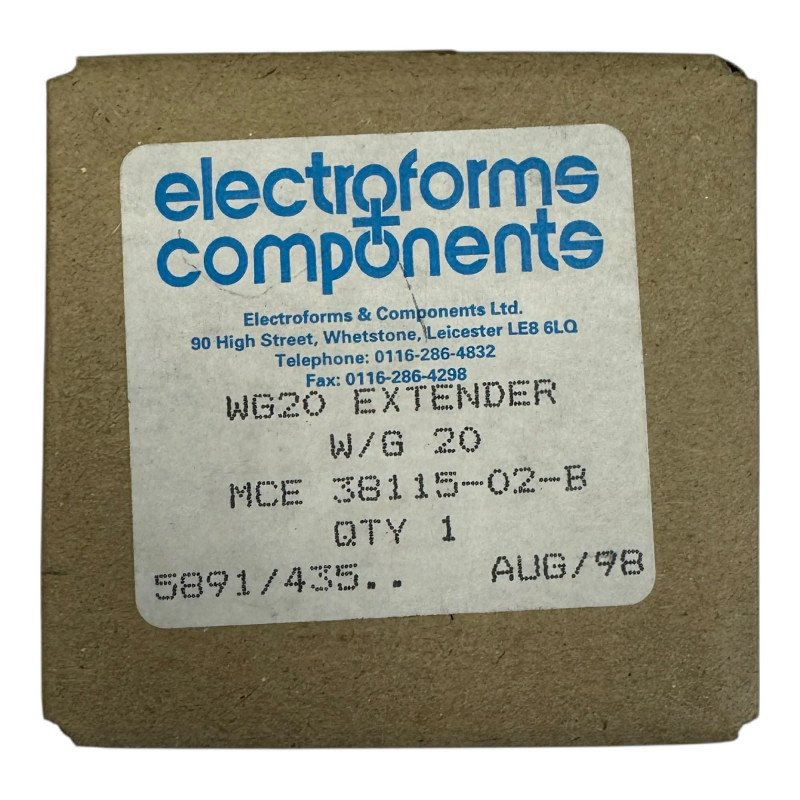 electroforms
+
components
Electroforms & Components Ltd.
90 High Street, Whetstone, Leicester LE8 6LQ
Telephone: 0116-286-4832
Fax: 0116-286-4298
WG20 EXTENDER
W/G 20
MCE 38115-02-B
QTY 1
5891/435.. AUG/98